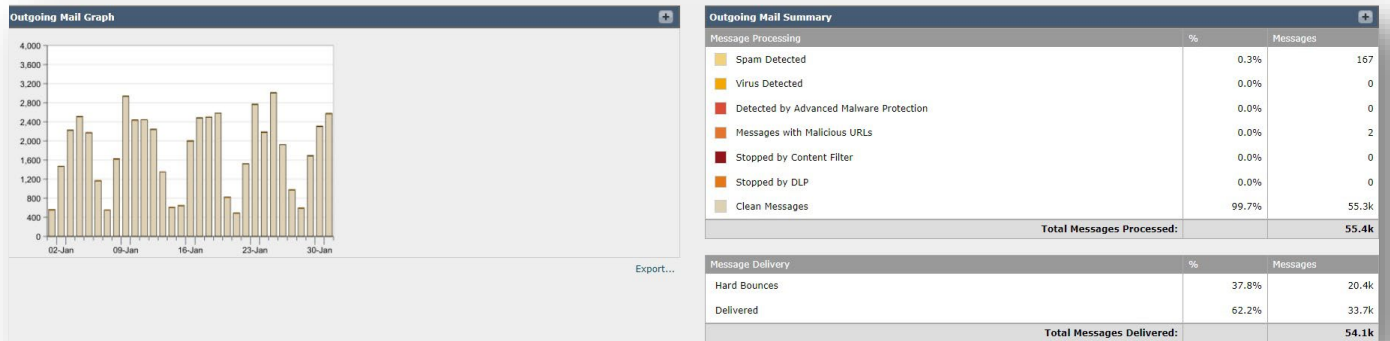 Outgoing Mail Graph
4,000
3,600
3,200
2,800
2,400
2,000
1,600
1,200
800
400
0
02-Jan 09-Jan 16-Jan 23-Jan 30-Jan
Export...
Outgoing Mail Summary
Message Processing % Messages
Spam Detected 0.3% 167
Virus Detected 0.0% 0
Detected by Advanced Malware Protection 0.0% 0
Messages with Malicious URLs 0.0% 2
Stopped by Content Filter 0.0% 0
Stopped by DLP 0.0% 0
Clean Messages 99.7% 55.3k
Total Messages Processed: 55.4k
Message Delivery % Messages
Hard Bounces 37.8% 20.4k
Delivered 62.2% 33.7k
Total Messages Delivered: 54.1k